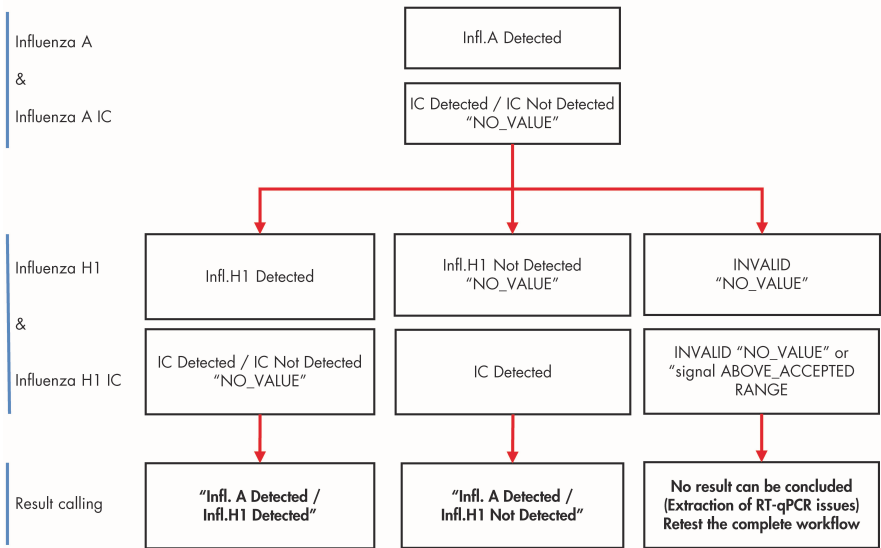 Influenza A
&
Influenza A IC
Infl.A Detected
IC Detected / IC Not Detected
“NO_VALUE”
Influenza H1
&
Influenza H1 IC
Infl.H1 Detected
Infl.H1 Not Detected
“NO_VALUE”
INVALID
“NO_VALUE”
IC Detected / IC Not Detected
“NO_VALUE”
IC Detected
INVALID “NO_VALUE” or
“signal ABOVE_ACCEPTED
RANGE
Result calling
“Infl. A Detected /
Infl.H1 Detected”
“Infl. A Detected /
Infl.H1 Not Detected”
No result can be concluded
(Extraction of RT-qPCR issues)
Retest the complete workflow